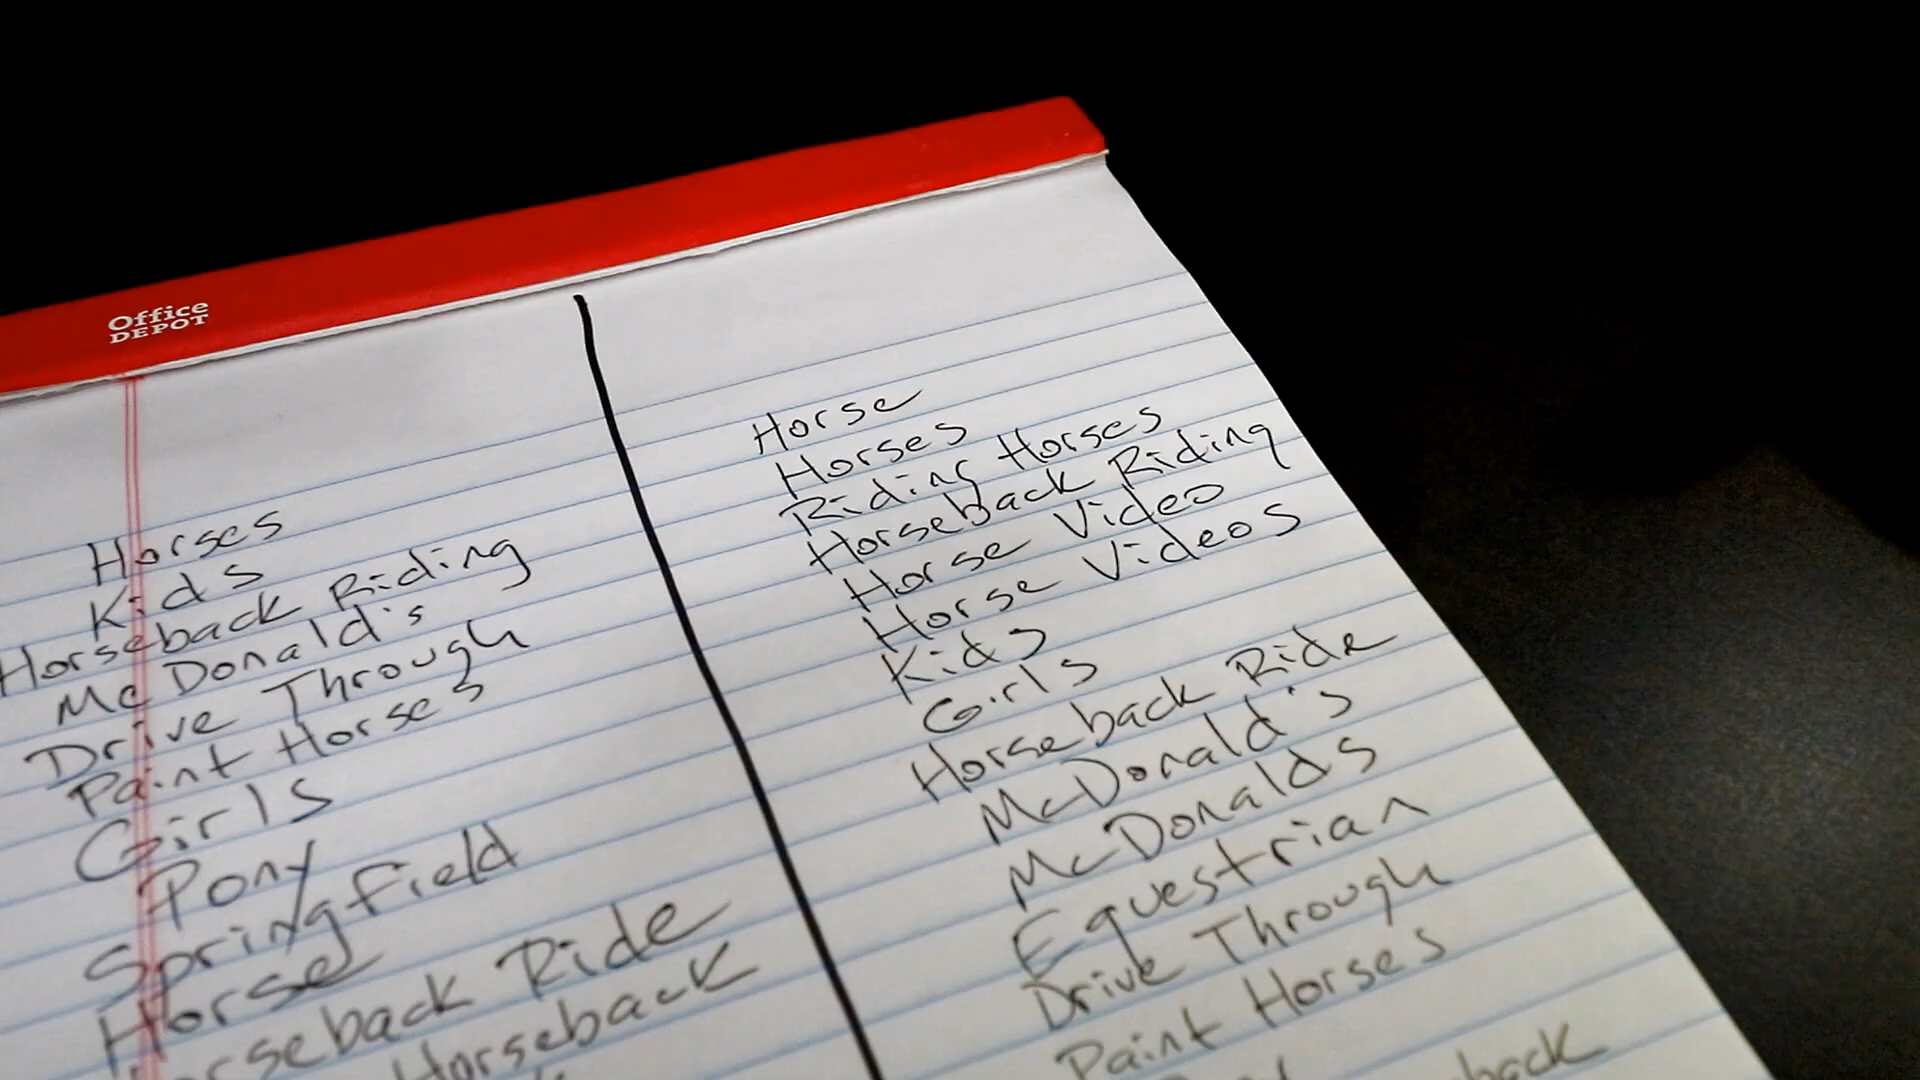 Office
DEPOT
Horses
Kids
Horseback Riding
McDonald's
Drive Through
Paint Horses
Girls
Pony
Springfield
Horse
Horseback Ride
Horseback
Horse
Horses
Riding Horses
Horseback Riding
Horse Video
Horse Videos
Kids
Girls
Horseback Ride
McDonald's
McDonalds
Equestrian
Drive Through
Paint Horses